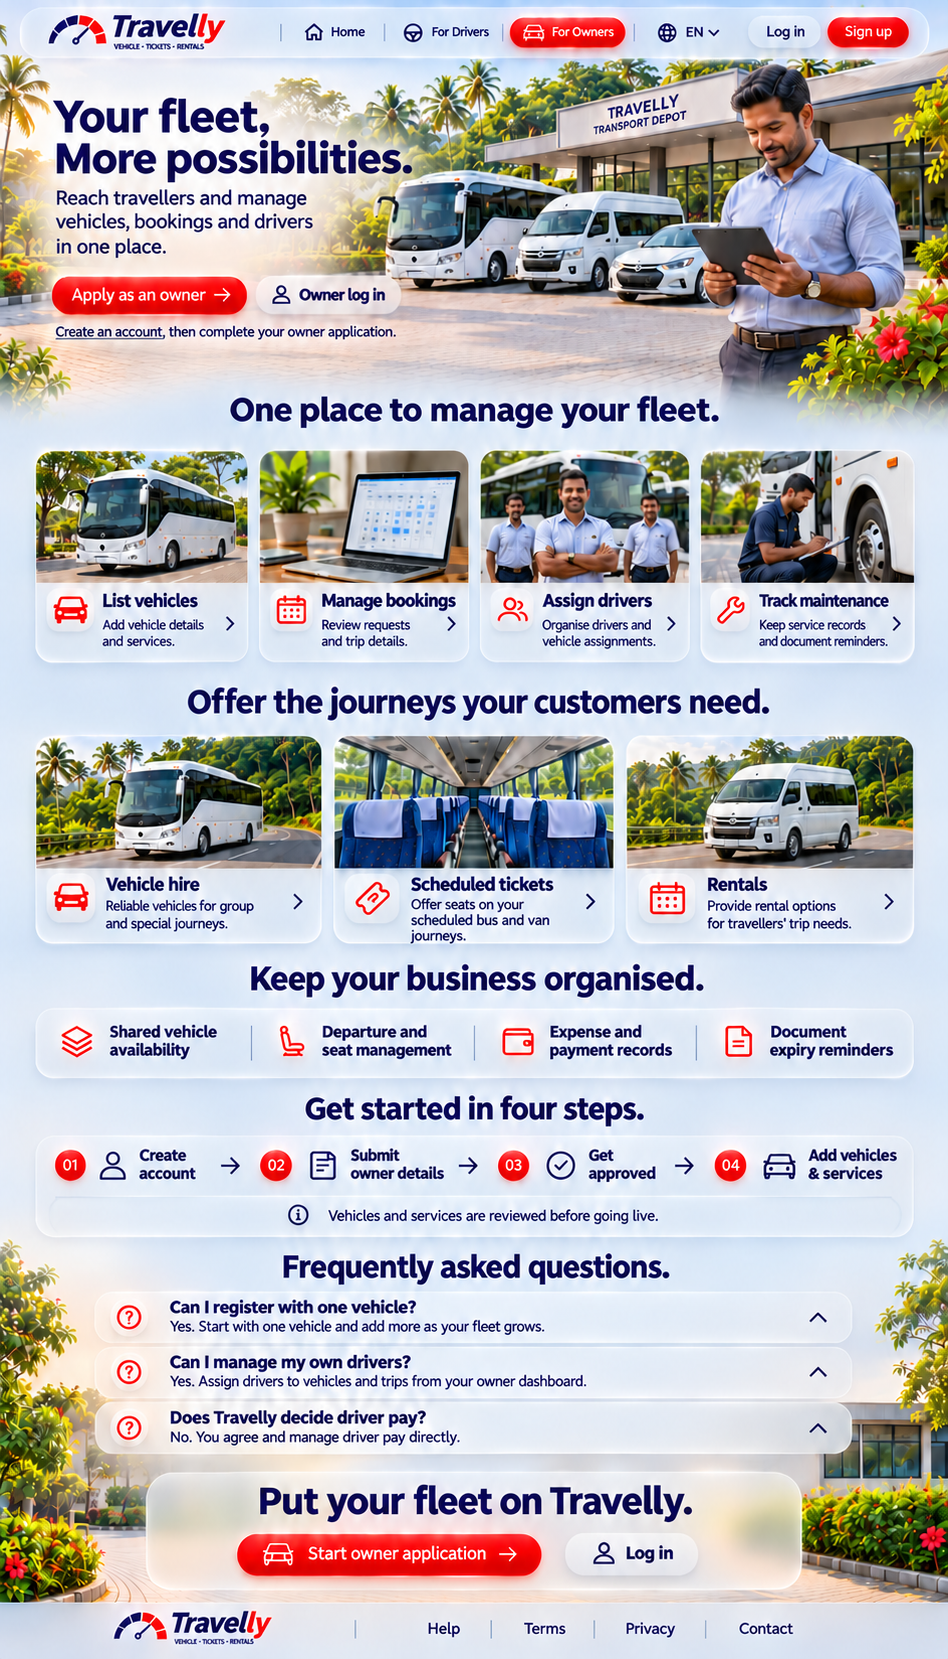 Travelly
VEHICLE • TICKETS • RENTALS
Home
For Drivers
For Owners
EN
Log in
Sign up
TRAVELLY
TRANSPORT DEPOT
Your fleet,
More possibilities.
Reach travellers and manage
vehicles, bookings and drivers
in one place.
Apply as an owner →
Owner log in
Create an account, then complete your owner application.
One place to manage your fleet.
List vehicles
Add vehicle details
and services.
Manage bookings
Review requests
and trip details.
Assign drivers
Organise drivers and
vehicle assignments.
Track maintenance
Keep service records
and document reminders.
Offer the journeys your customers need.
Vehicle hire
Reliable vehicles for group
and special journeys.
Scheduled tickets
Offer seats on your
scheduled bus and van
journeys.
Rentals
Provide rental options
for travellers' trip needs.
Keep your business organised.
Shared vehicle
availability
Departure and
seat management
Expense and
payment records
Document
expiry reminders
Get started in four steps.
01
Create
account
→
02
Submit
owner details
→
03
Get
approved
→
04
Add vehicles
& services
Vehicles and services are reviewed before going live.
Frequently asked questions.
Can I register with one vehicle?
Yes. Start with one vehicle and add more as your fleet grows.
Can I manage my own drivers?
Yes. Assign drivers to vehicles and trips from your owner dashboard.
Does Travelly decide driver pay?
No. You agree and manage driver pay directly.
Put your fleet on Travelly.
Start owner application →
Log in
Travelly
VEHICLE • TICKETS • RENTALS
Help
Terms
Privacy
Contact